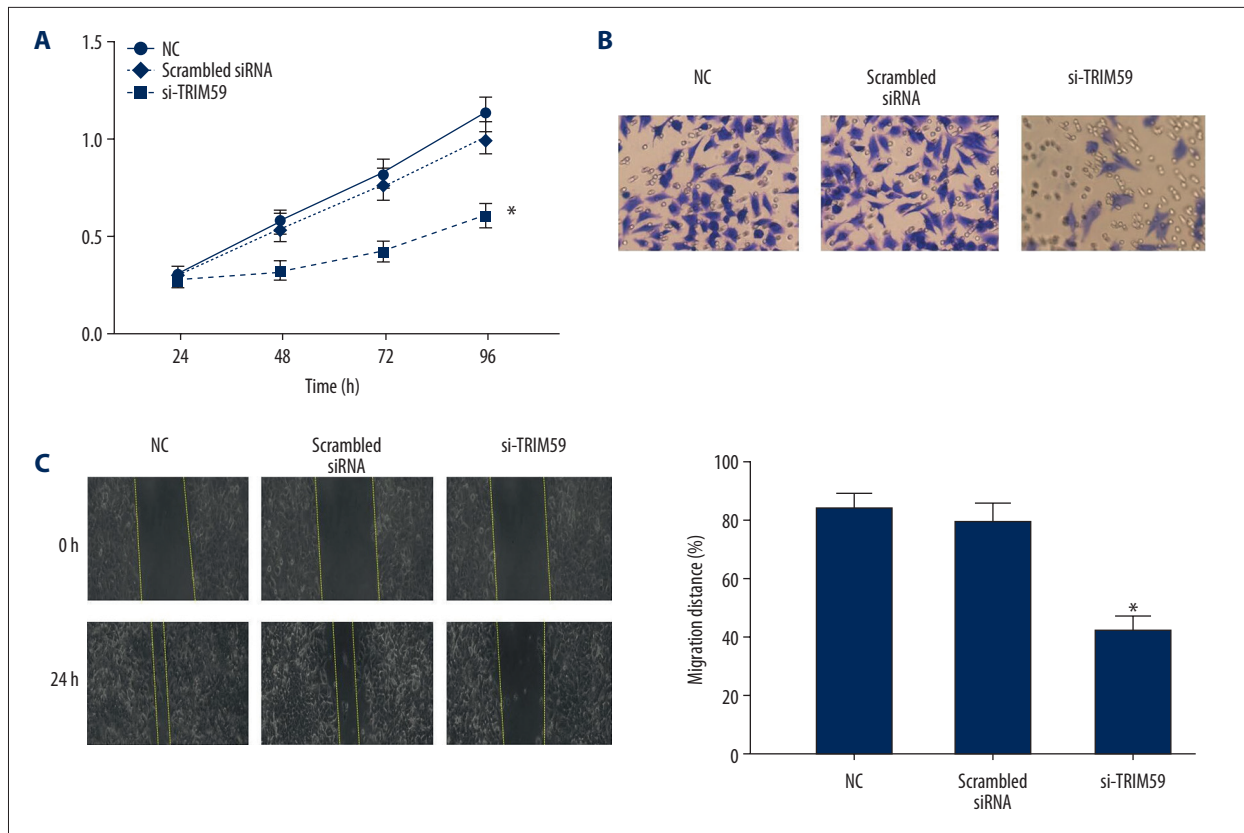 A
1.5
1.0
0.5
0.0
NC
Scrambled siRNA
si-TRIM59
*
24
48
72
96
Time (h)
B
NC
Scrambled
siRNA
si-TRIM59
C
NC
Scrambled
siRNA
si-TRIM59
0 h
24 h
Migration distance (%)
100
80
60
40
20
0
*
NC
Scrambled
siRNA
si-TRIM59